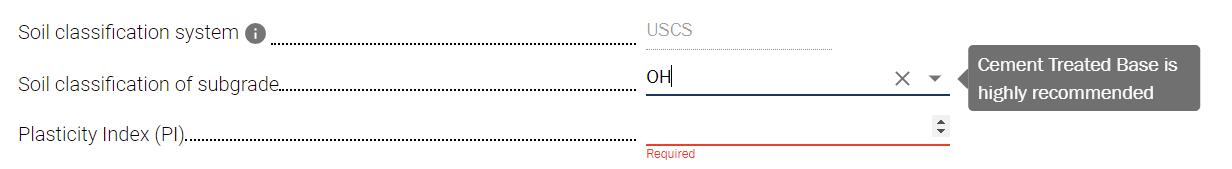 Soil classification system USCS
Soil classification of subgrade OH
Cement Treated Base is
highly recommended
Plasticity Index (PI)
Required